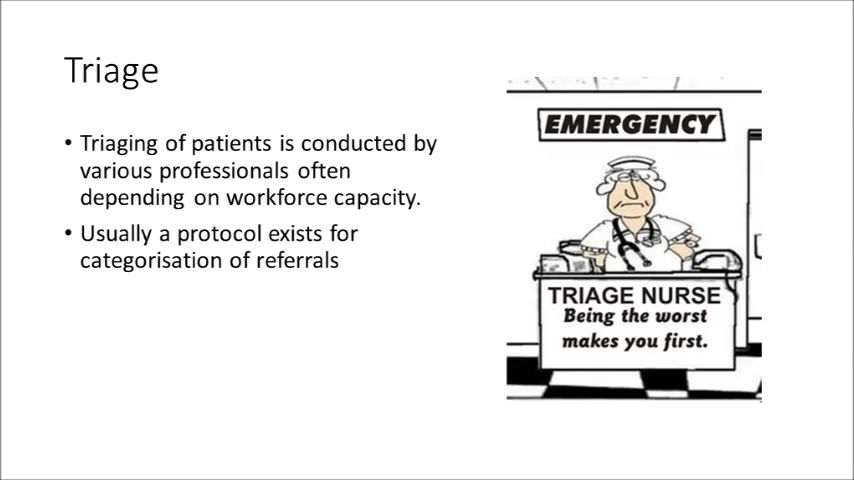 Triage
• Triaging of patients is conducted by
various professionals often
depending on workforce capacity.
• Usually a protocol exists for
categorisation of referrals
EMERGENCY
TRIAGE NURSE
Being the worst
makes you first.